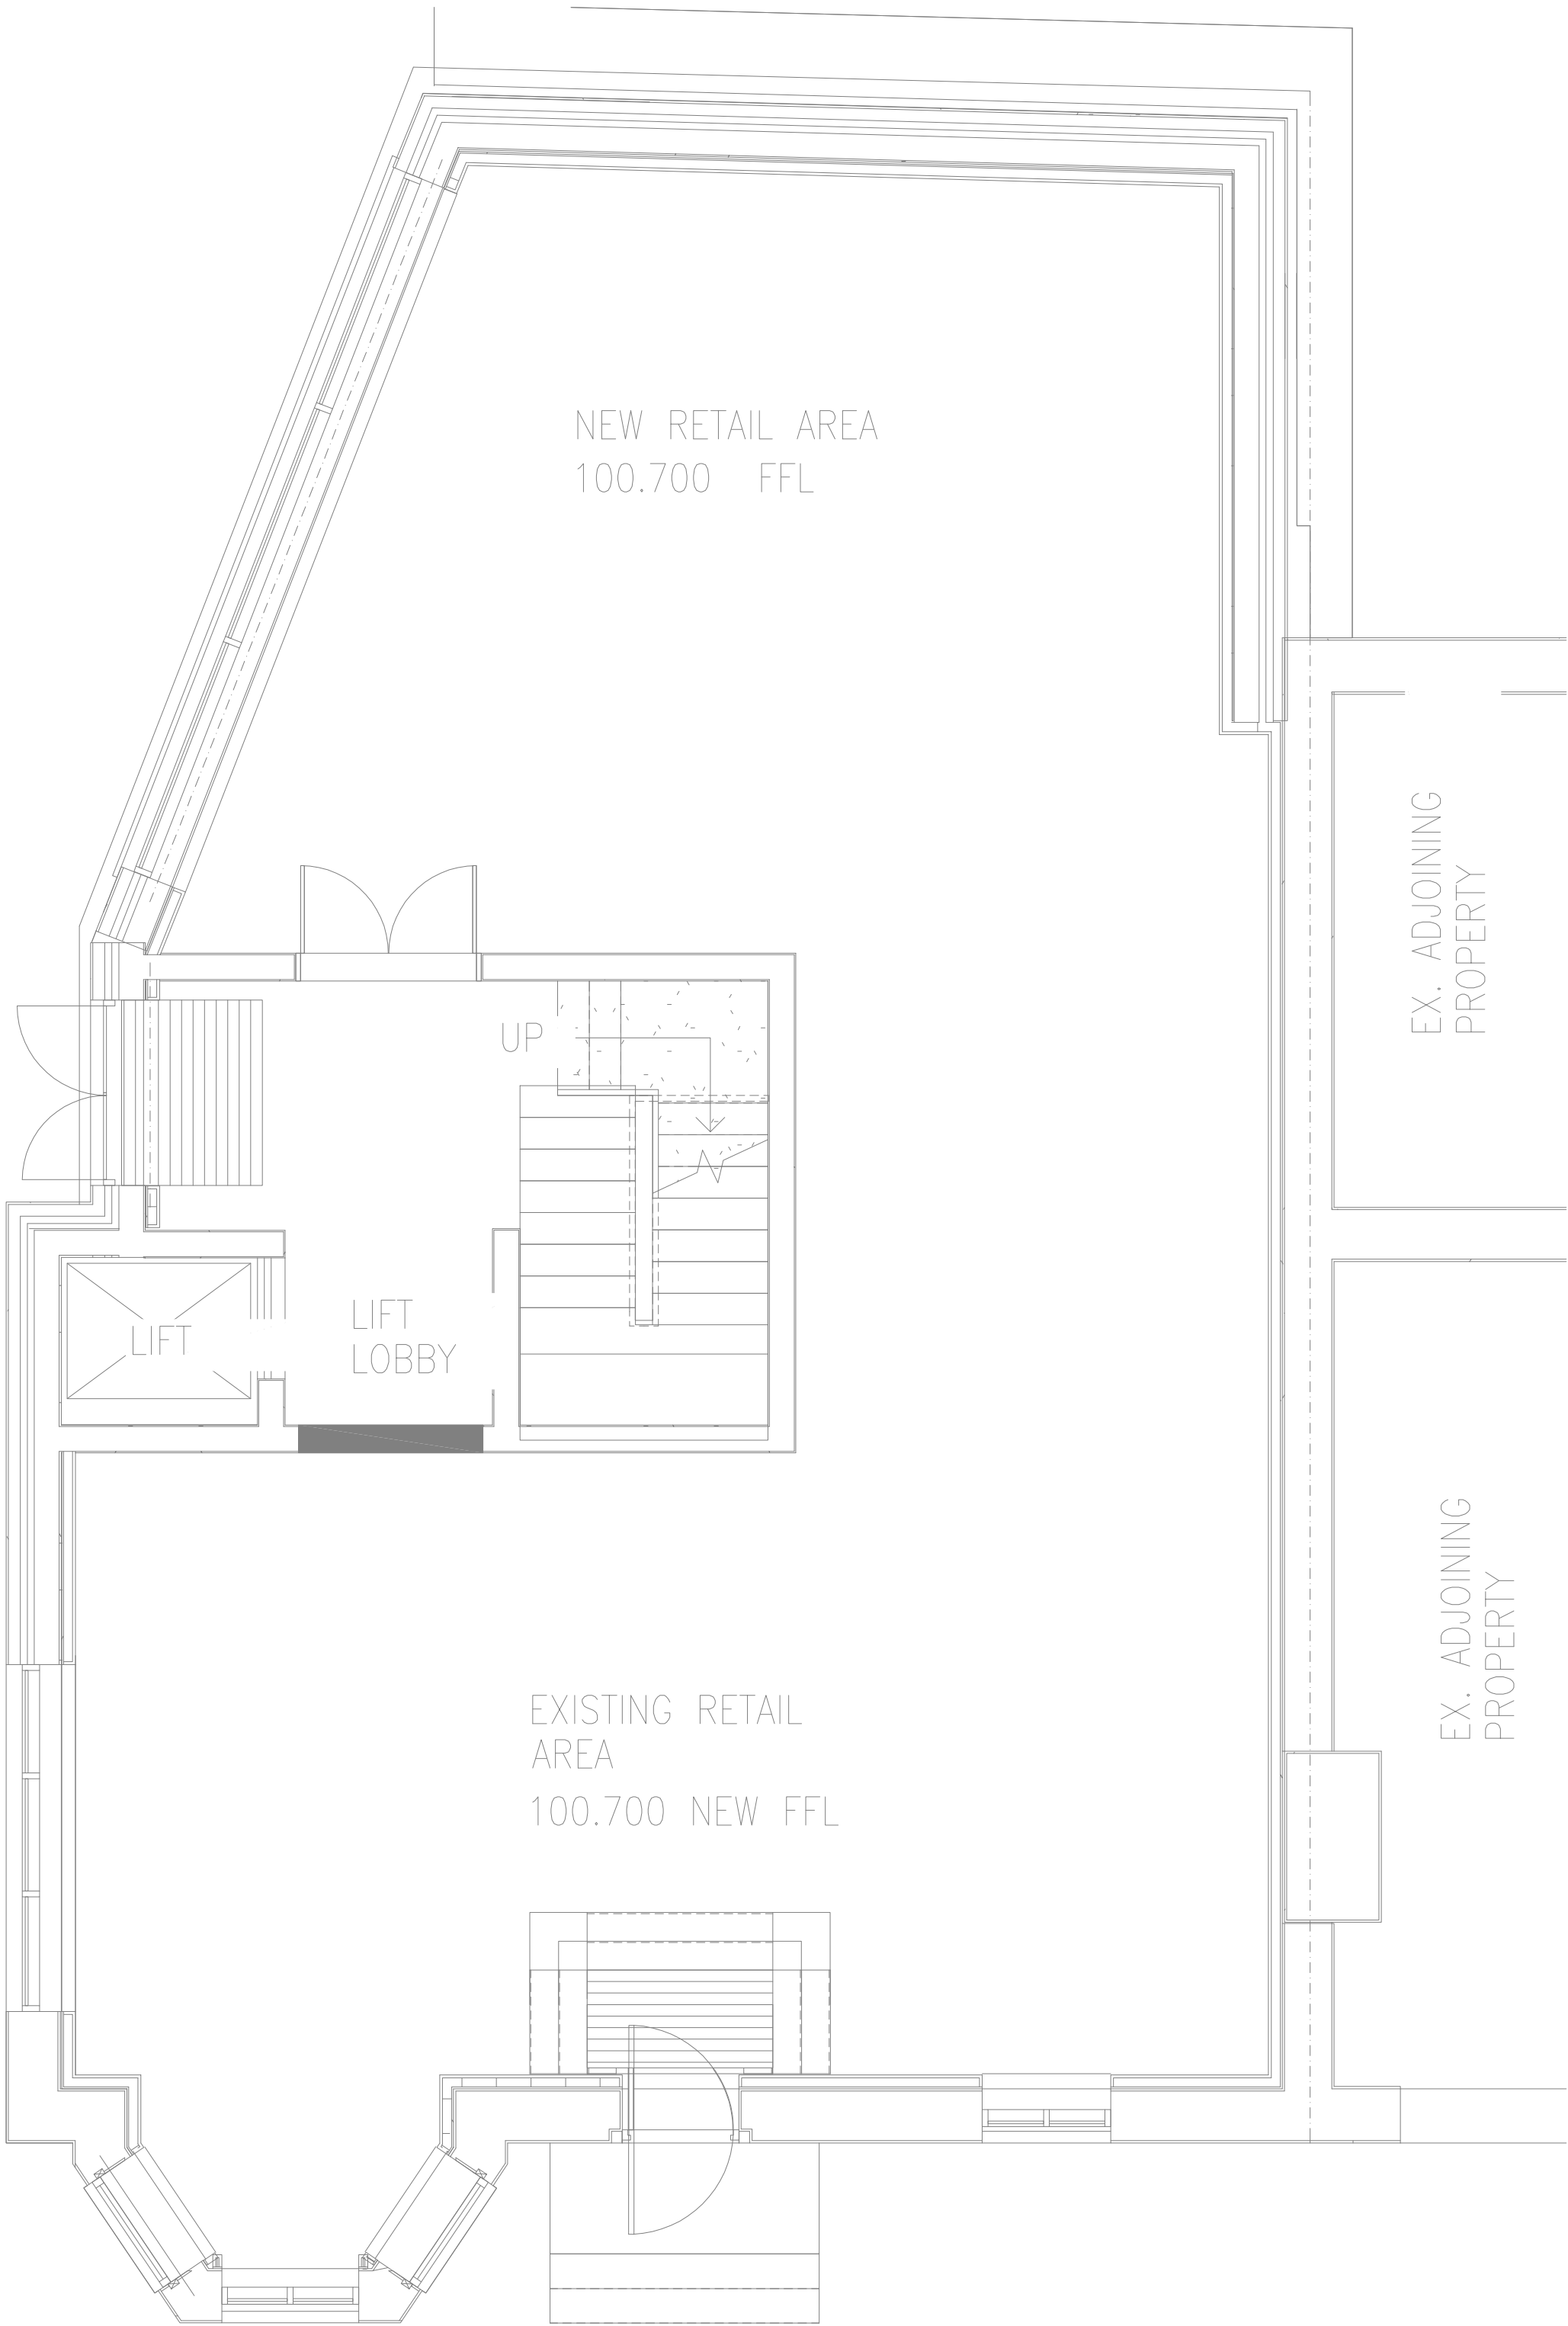 NEW RETAIL AREA
100.700 FFL
EX. ADJOINING
PROPERTY
UP
LIFT
LIFT
LOBBY
EX. ADJOINING
PROPERTY
EXISTING RETAIL
AREA
100.700 NEW FFL